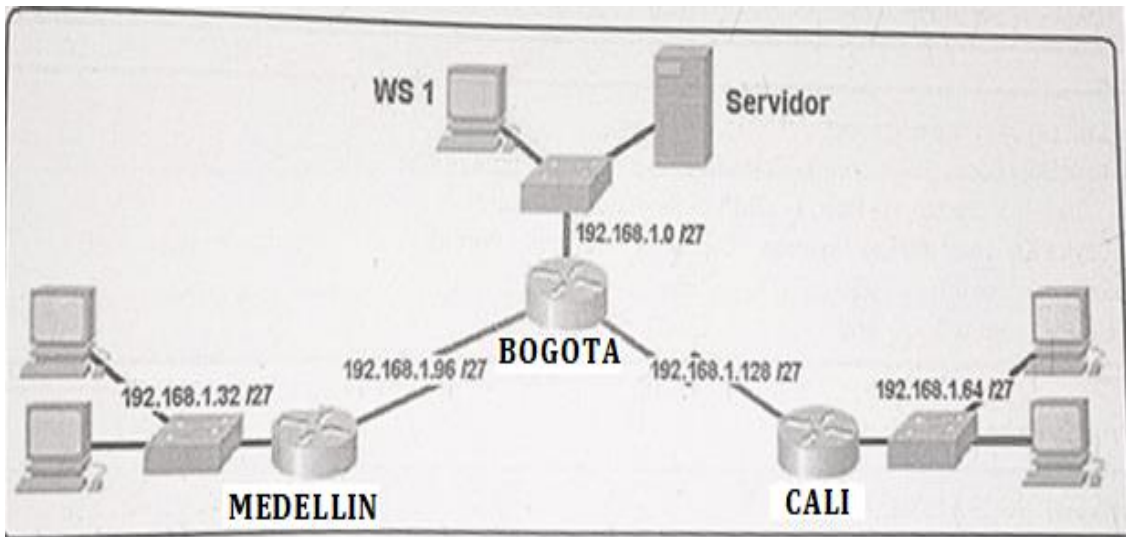 WS 1
Servidor
192.168.1.0 /27
BOGOTA
192.168.1.96 /27
192.168.1.128 /27
192.168.1.32 /27
192.168.1.64 /27
MEDELLIN
CALI